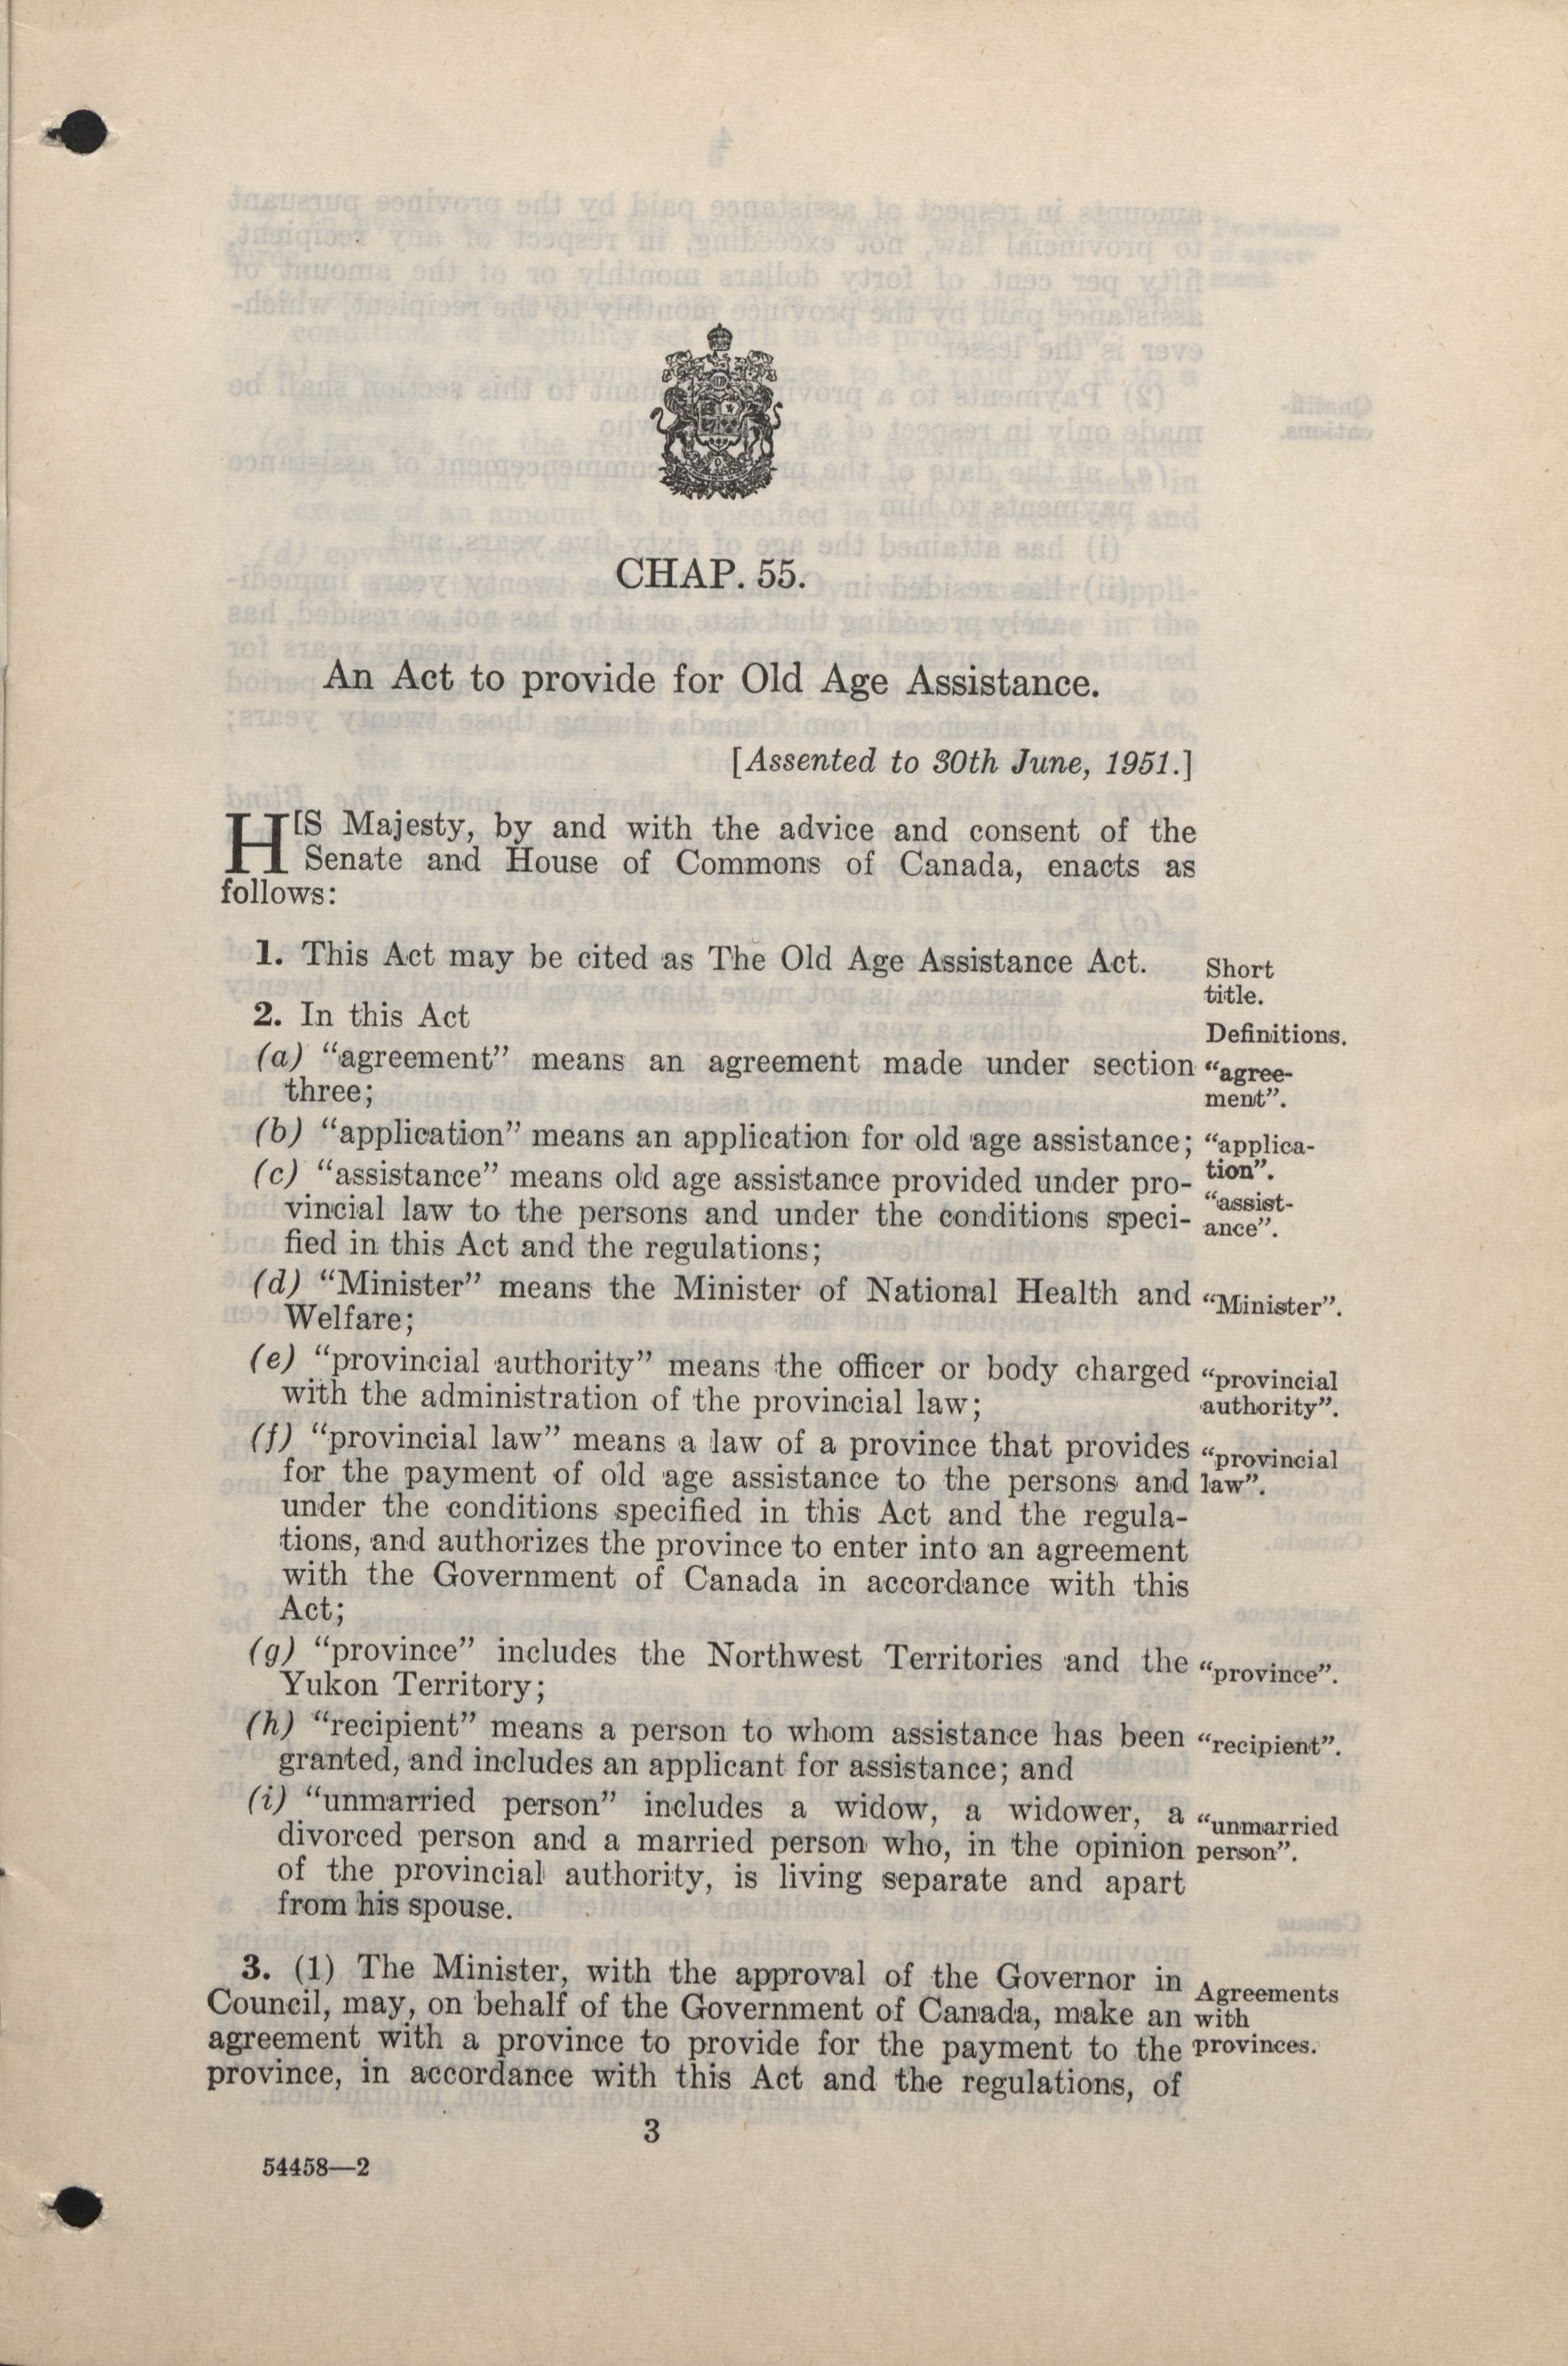 CHAP. 55.
An Act to provide for Old Age Assistance.
[Assented to 30th June, 1951.]
HIS Majesty, by and with the advice and consent of the
Senate and House of Commons of Canada, enacts as
follows:
1. This Act may be cited as The Old Age Assistance Act.
Short
title.
2. In this Act
Definitions.
(a) “agreement” means an agreement made under section
three;
“agree-
ment”.
(b) “application” means an application for old age assistance;
“applica-
tion”.
(c) “assistance” means old age assistance provided under pro-
vincial law to the persons and under the conditions speci-
fied in this Act and the regulations;
“assist-
ance”.
(d) “Minister” means the Minister of National Health and
Welfare;
“Minister”.
(e) “provincial authority” means the officer or body charged
with the administration of the provincial law;
“provincial
authority”.
(f) “provincial law” means a law of a province that provides
for the payment of old age assistance to the persons and
under the conditions specified in this Act and the regula-
tions, and authorizes the province to enter into an agreement
with the Government of Canada in accordance with this
Act;
“provincial
law”.
(g) “province” includes the Northwest Territories and the
Yukon Territory;
“province”.
(h) “recipient” means a person to whom assistance has been
granted, and includes an applicant for assistance; and
“recipient”.
(i) “unmarried person” includes a widow, a widower, a
divorced person and a married person who, in the opinion
of the provincial authority, is living separate and apart
from his spouse.
“unmarried
person”.
3. (1) The Minister, with the approval of the Governor in
Council, may, on behalf of the Government of Canada, make an
agreement with a province to provide for the payment to the
province, in accordance with this Act and the regulations, of
Agreements
with
provinces.
3
54458—2